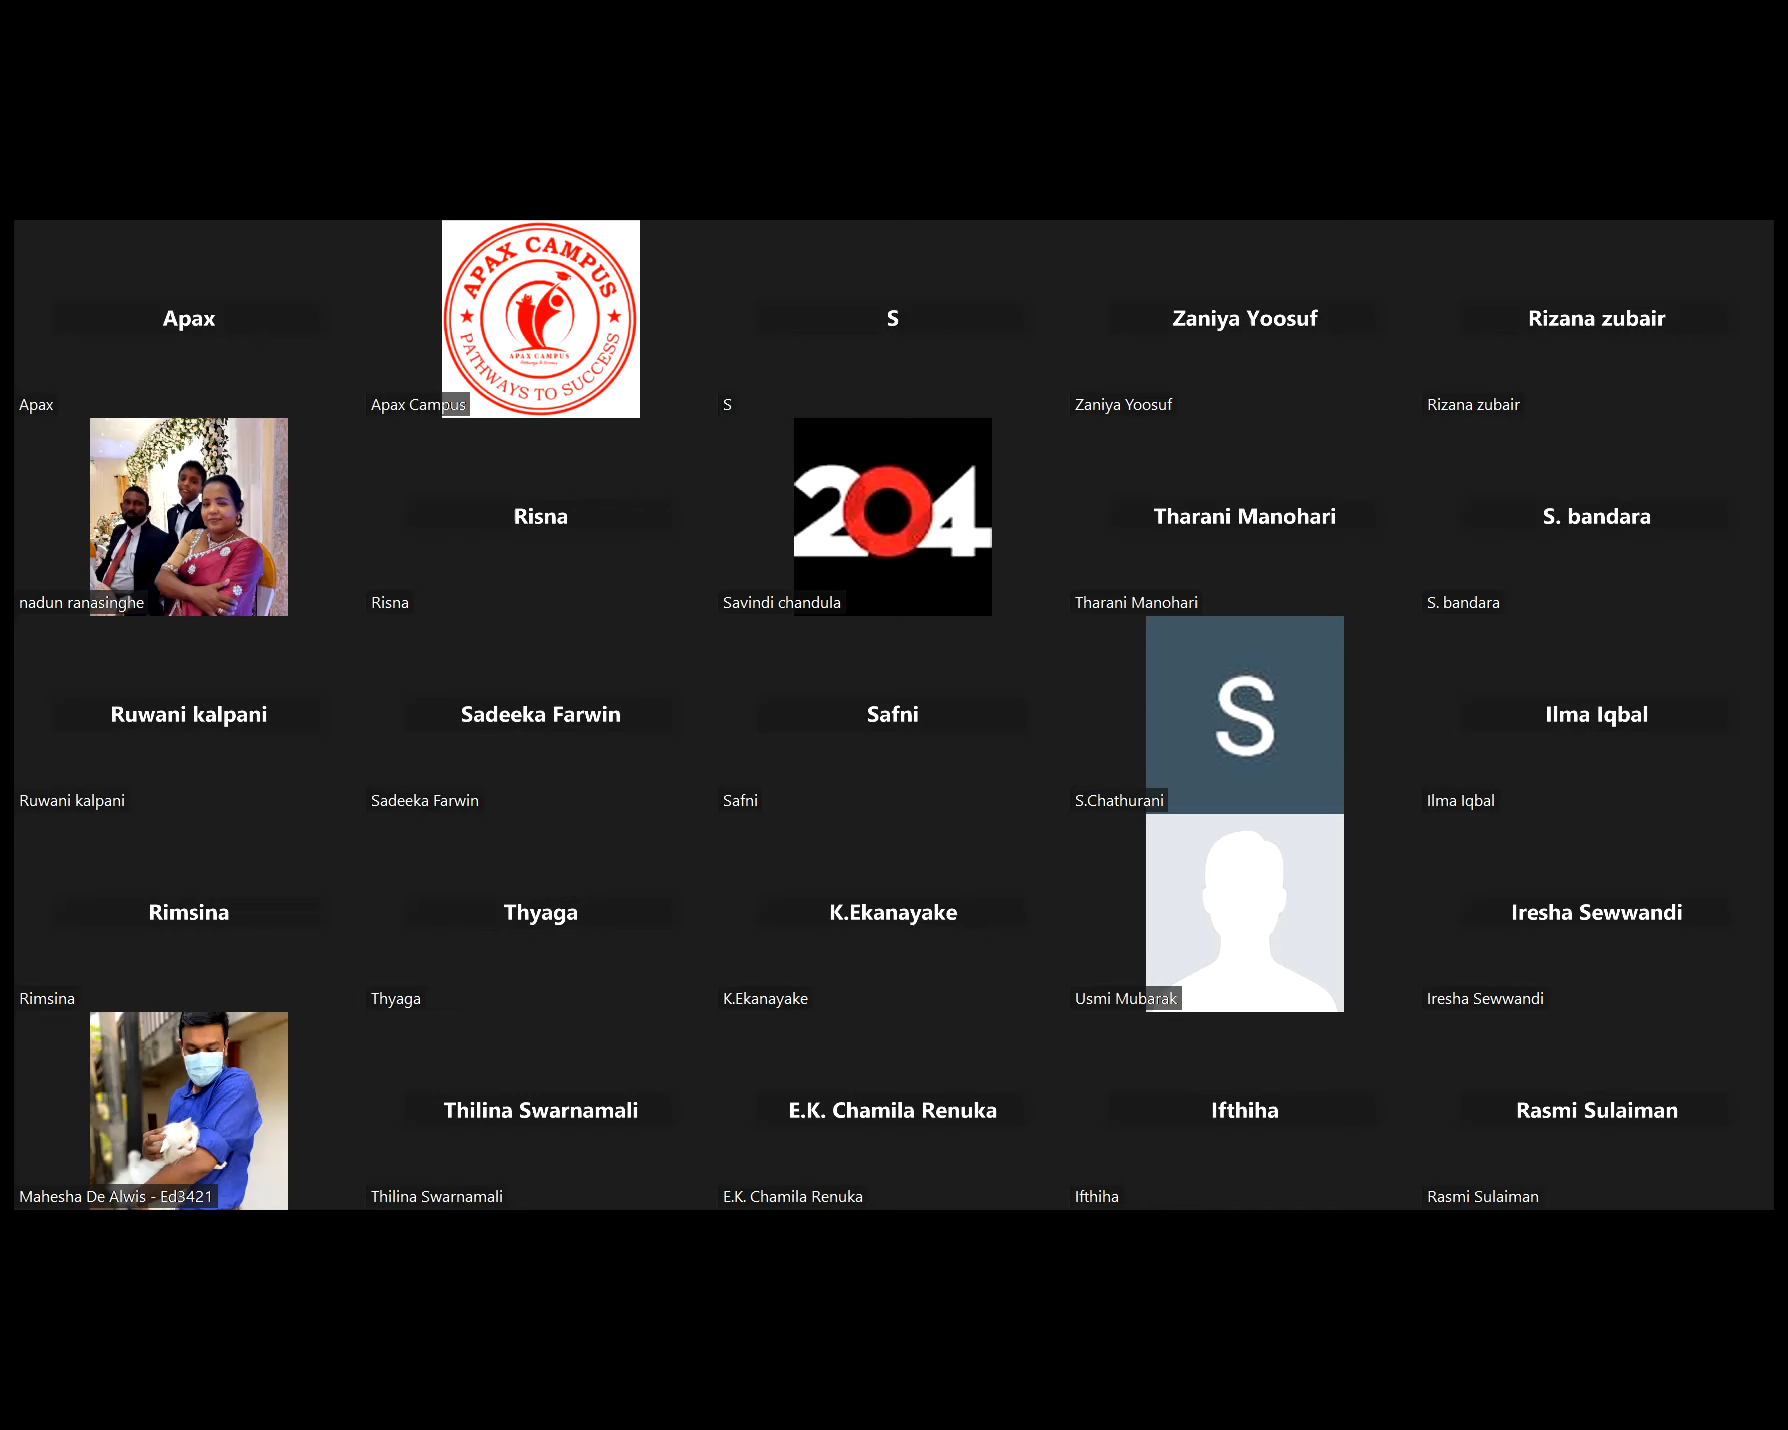 Apax
Apax
APAX CAMPUS
APAX CAMPUS
PATHWAYS TO SUCCESS
Apax Campus
S
S
Zaniya Yoosuf
Zaniya Yoosuf
Rizana zubair
Rizana zubair
nadun ranasinghe
Risna
Risna
204
Savindi chandula
Tharani Manohari
Tharani Manohari
S. bandara
S. bandara
Ruwani kalpani
Ruwani kalpani
Sadeeka Farwin
Sadeeka Farwin
Safni
Safni
S
S.Chathurani
Ilma Iqbal
Ilma Iqbal
Rimsina
Rimsina
Thyaga
Thyaga
K.Ekanayake
K.Ekanayake
Usmi Mubarak
Iresha Sewwandi
Iresha Sewwandi
Mahesha De Alwis - Ed3421
Thilina Swarnamali
Thilina Swarnamali
E.K. Chamila Renuka
E.K. Chamila Renuka
Ifthiha
Ifthiha
Rasmi Sulaiman
Rasmi Sulaiman